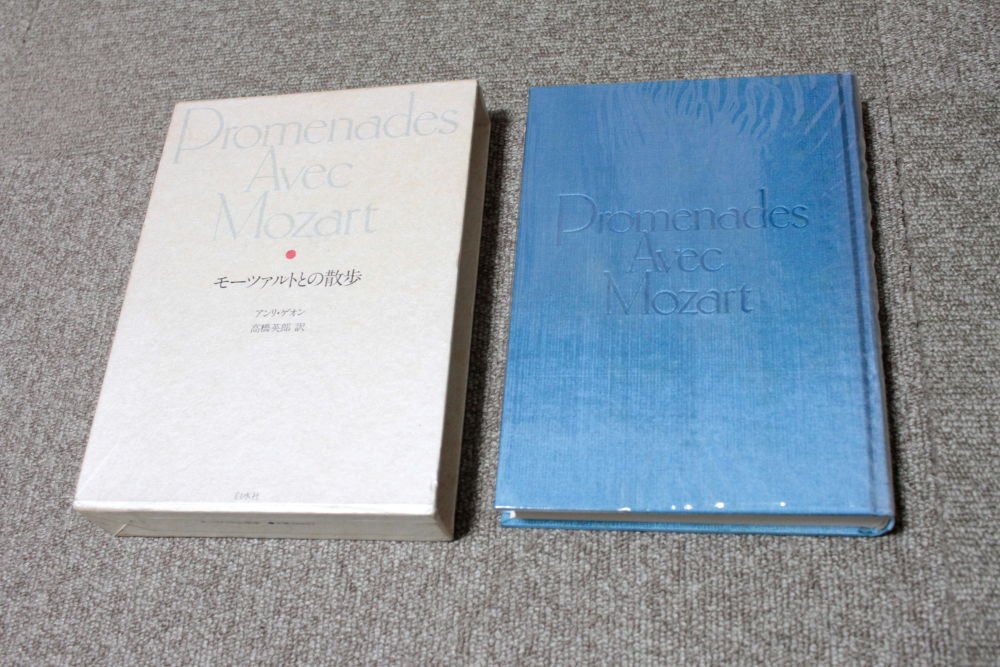 Promenades
Avec
Mozart
モーツァルトとの散歩
アンリ・ゲオン
高橋英郎 訳
白水社
Promenades
Avec
Mozart